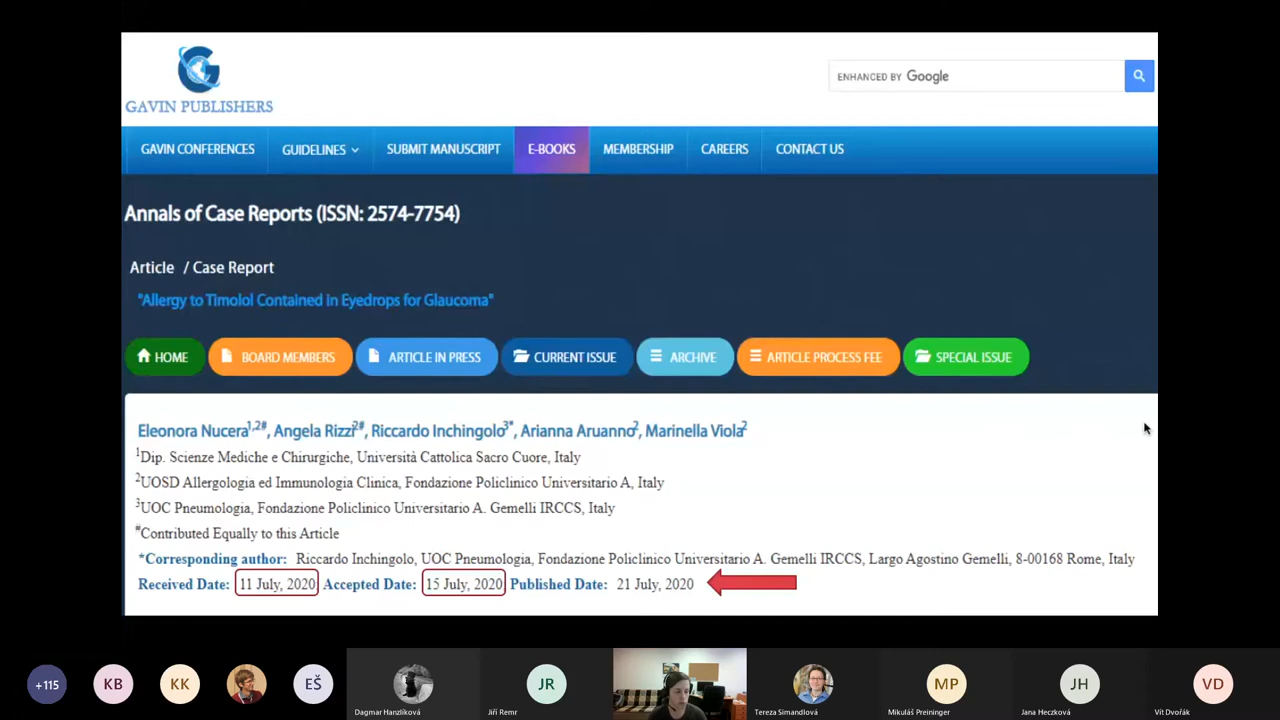 GAVIN PUBLISHERS
ENHANCED BY Google
GAVIN CONFERENCES GUIDELINES SUBMIT MANUSCRIPT E-BOOKS MEMBERSHIP CAREERS CONTACT US
Annals of Case Reports (ISSN: 2574-7754)
Article / Case Report
"Allergy to Timolol Contained in Eyedrops for Glaucoma"
HOME BOARD MEMBERS ARTICLE IN PRESS CURRENT ISSUE ARCHIVE ARTICLE PROCESS FEE SPECIAL ISSUE
Eleonora Nucera1,2#, Angela Rizzi2#, Riccardo Inchingolo3*, Arianna Aruanno2, Marinella Viola2
1Dip. Scienze Mediche e Chirurgiche, Università Cattolica Sacro Cuore, Italy
2UOSD Allergologia ed Immunologia Clinica, Fondazione Policlinico Universitario A, Italy
3UOC Pneumologia, Fondazione Policlinico Universitario A. Gemelli IRCCS, Italy
#Contributed Equally to this Article
*Corresponding author: Riccardo Inchingolo, UOC Pneumologia, Fondazione Policlinico Universitario A. Gemelli IRCCS, Largo Agostino Gemelli, 8-00168 Rome, Italy
Received Date: 11 July, 2020 Accepted Date: 15 July, 2020 Published Date: 21 July, 2020
+115 KB KK EŠ JR MP JH VD
Dagmar Hanzlíková Jiří Remr Tereza Simandlová Mikuláš Preininger Jana Heczková Vít Dvořák